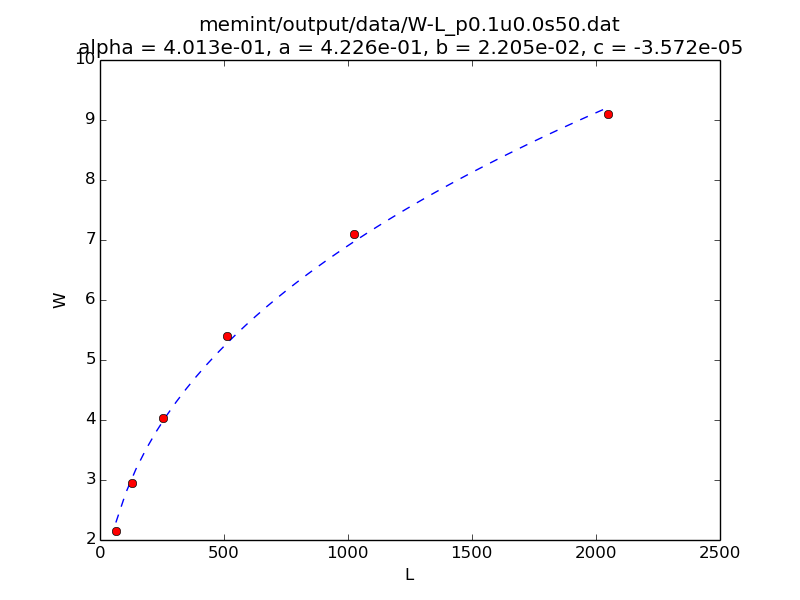 memint/output/data/W-L_p0.1u0.0s50.dat
alpha = 4.013e-01, a = 4.226e-01, b = 2.205e-02, c = -3.572e-05
10
9
8
7
6
5
4
3
2
W
0 500 1000 1500 2000 2500
L